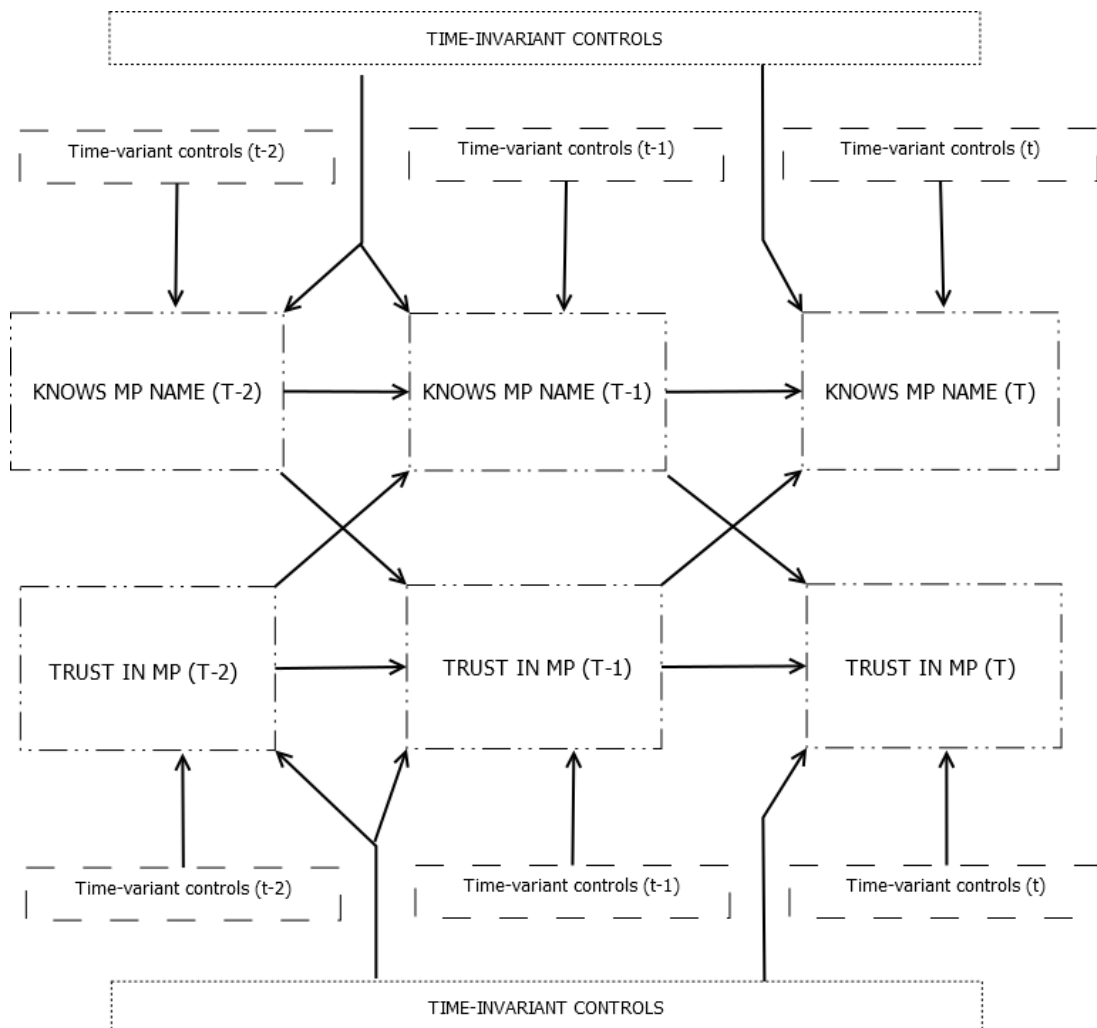 TIME-INVARIANT CONTROLS
Time-variant controls (t-2)
Time-variant controls (t-1)
Time-variant controls (t)
KNOWS MP NAME (T-2)
KNOWS MP NAME (T-1)
KNOWS MP NAME (T)
TRUST IN MP (T-2)
TRUST IN MP (T-1)
TRUST IN MP (T)
Time-variant controls (t-2)
Time-variant controls (t-1)
Time-variant controls (t)
TIME-INVARIANT CONTROLS